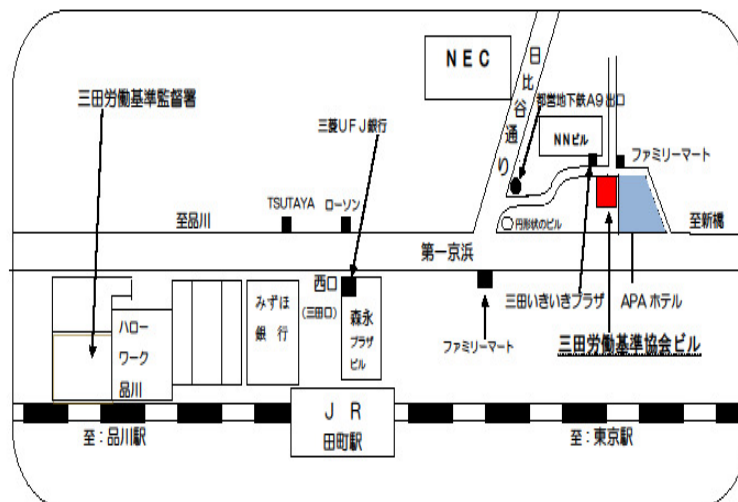 NEC
日比谷通り
三田労働基準監督署
都営地下鉄A9出口
三菱UFJ銀行
NNビル
ファミリーマート
TSUTAYA ローソン
至品川
円形状のビル
至新橋
第一京浜
西口
(三田口)
みずほ
銀行
森永
プラザ
ビル
三田いきいきプラザ
APAホテル
ハロー
ワーク
品川
ファミリーマート
三田労働基準協会ビル
JR
田町駅
至:品川駅
至:東京駅